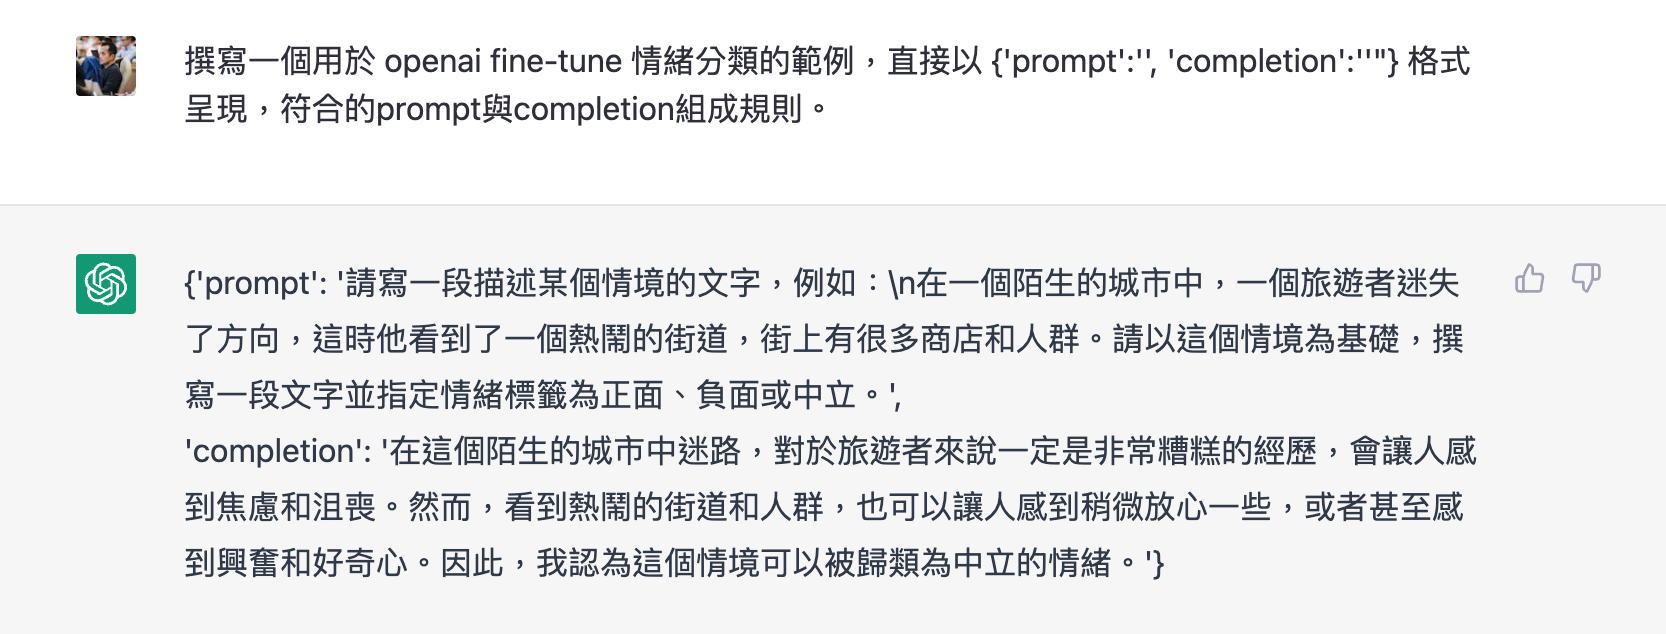 撰寫一個用於 openai fine-tune 情緒分類的範例，直接以 {'prompt':'', 'completion':''"} 格式
呈現，符合的prompt與completion組成規則。
{'prompt': '請寫一段描述某個情境的文字，例如：\n在一個陌生的城市中，一個旅遊者迷失
了方向，這時他看到了一個熱鬧的街道，街上有很多商店和人群。請以這個情境為基礎，撰
寫一段文字並指定情緒標籤為正面、負面或中立。',
'completion': '在這個陌生的城市中迷路，對於旅遊者來說一定是非常糟糕的經歷，會讓人感
到焦慮和沮喪。然而，看到熱鬧的街道和人群，也可以讓人感到稍微放心一些，或者甚至感
到興奮和好奇心。因此，我認為這個情境可以被歸類為中立的情緒。'}